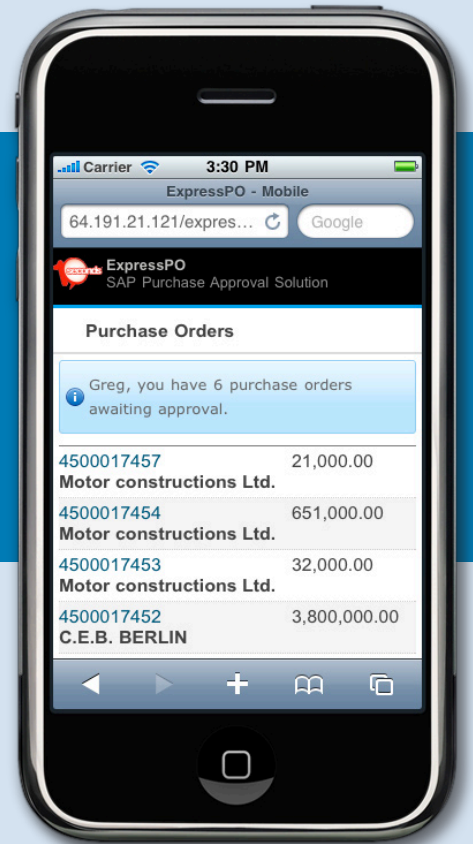 Carrier 3:30 PM
ExpressPO - Mobile
64.191.21.121/expres... Google
10seconds ExpressPO
SAP Purchase Approval Solution
Purchase Orders
Greg, you have 6 purchase orders
awaiting approval.
4500017457 21,000.00
Motor constructions Ltd.
4500017454 651,000.00
Motor constructions Ltd.
4500017453 32,000.00
Motor constructions Ltd.
4500017452 3,800,000.00
C.E.B. BERLIN